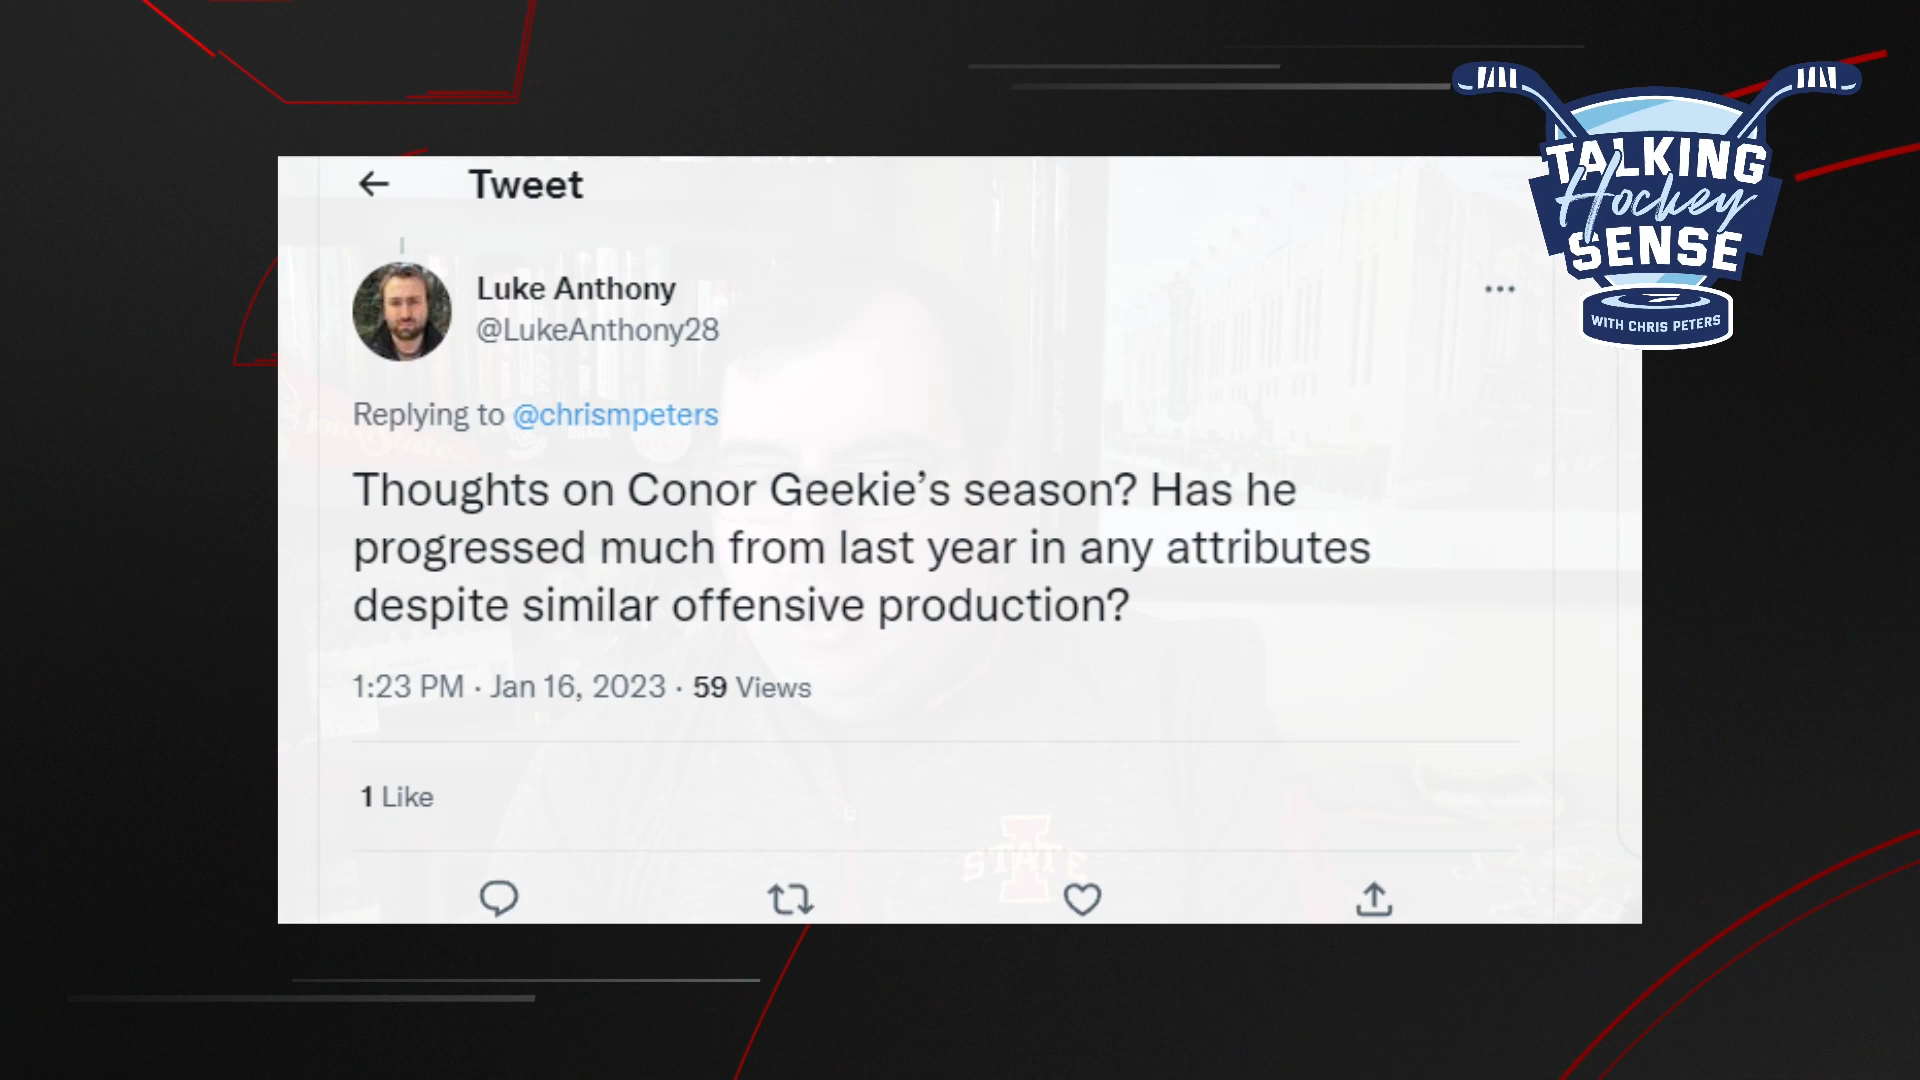 TALKING
Hockey
SENSE
WITH CHRIS PETERS
Tweet
Luke Anthony
@LukeAnthony28
Replying to @chrismpeters
Thoughts on Conor Geekie’s season? Has he
progressed much from last year in any attributes
despite similar offensive production?
1:23 PM · Jan 16, 2023 · 59 Views
1 Like
STATE